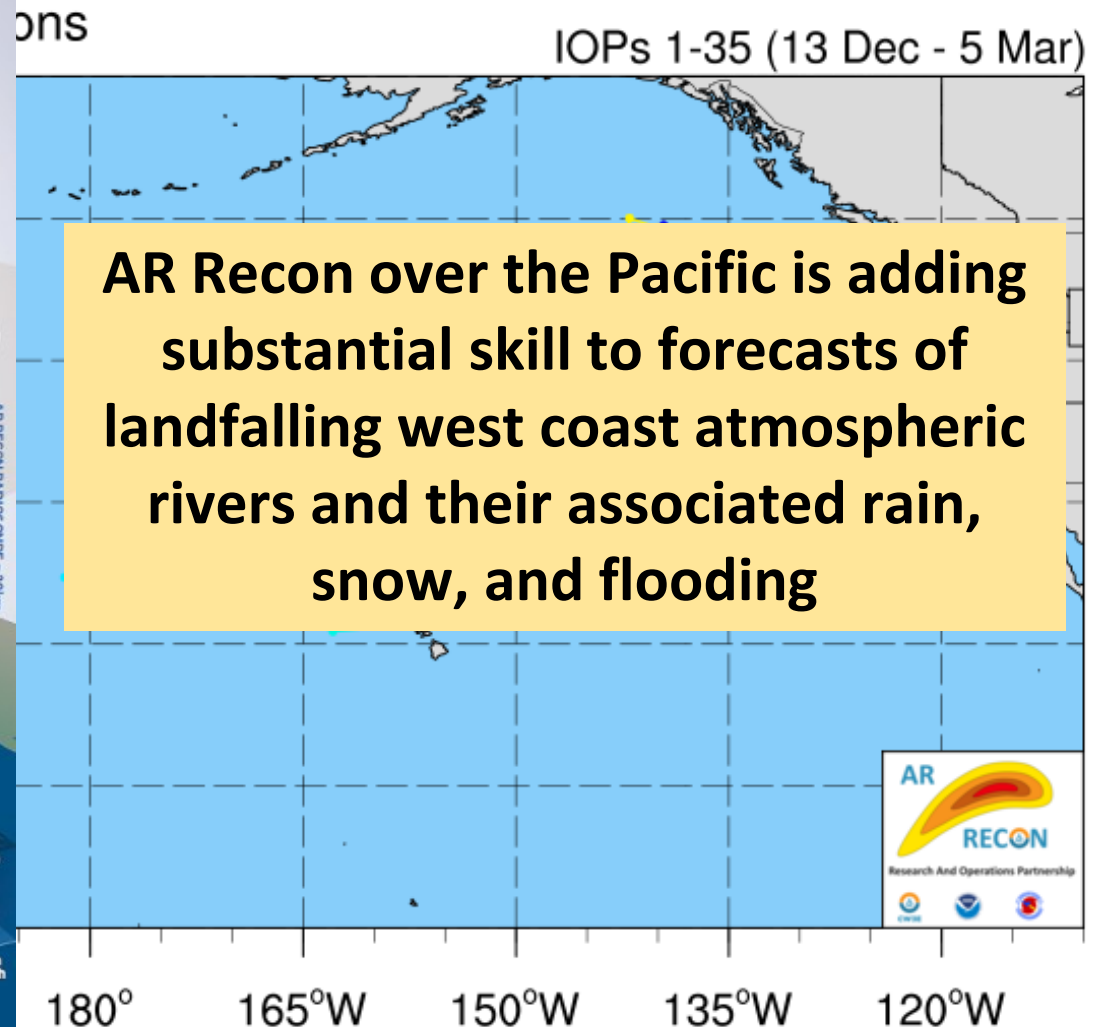 ons
IOPs 1-35 (13 Dec - 5 Mar)
AR Recon over the Pacific is adding
substantial skill to forecasts of
landfalling west coast atmospheric
rivers and their associated rain,
snow, and flooding
AR
RECON
Research And Operations Partnership
CW3E
180°
165°W
150°W
135°W
120°W